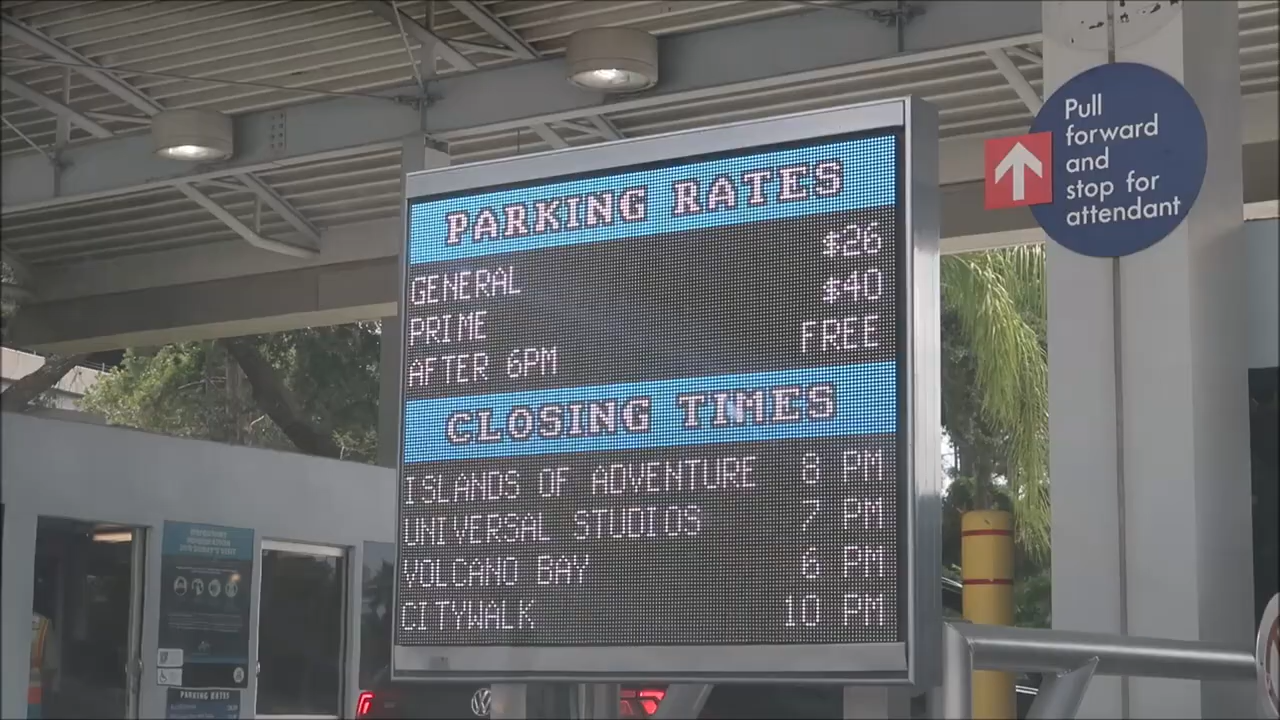 PARKING RATES
GENERAL $26
PRIME $40
AFTER 6PM FREE
CLOSING TIMES
ISLANDS OF ADVENTURE 8 PM
UNIVERSAL STUDIOS 7 PM
VOLCANO BAY 6 PM
CITYWALK 10 PM
Pull
forward
and
stop for
attendant
PARKING RATES